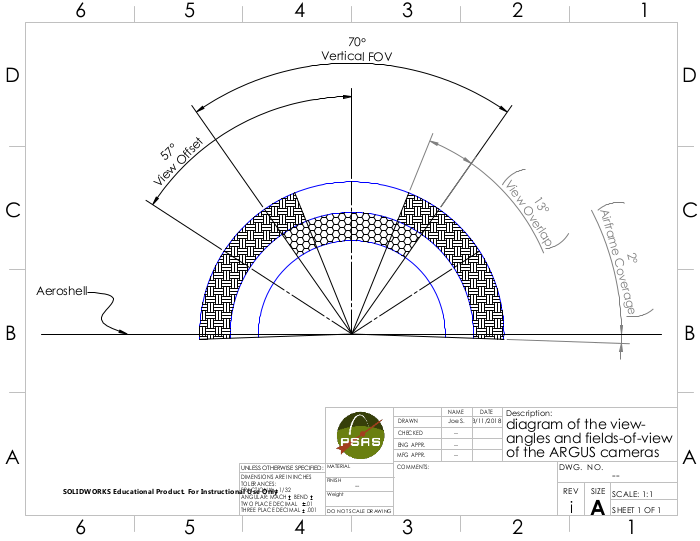 6 5 4 3 2 1
D D
70°
Vertical FOV
57°
View Offset
13°
(View Overlap)
C C
2°
(Airframe Coverage)
Aeroshell
B B
NAME DATE
DRAWN Joe S. 3/11/2018
CHECKED --
ENG APPR. --
MFG APPR. --
Description:
diagram of the view-
angles and fields-of-view
of the ARGUS cameras
PSAS
A A
UNLESS OTHERWISE SPECIFIED:
DIMENSIONS ARE IN INCHES
TOLERANCES:
1/32
ANGULAR: MACH ± BEND ±
TWO PLACE DECIMAL ±.01
THREE PLACE DECIMAL ± .001
MATERIAL
FINISH
--
Weight
DO NOT SCALE DRAWING
COMMENTS:
DWG. NO.
--
REV
i
SIZE
A
SCALE: 1:1
SHEET 1 OF 1
SOLIDWORKS Educational Product. For Instructional Use Only
6 5 4 3 2 1